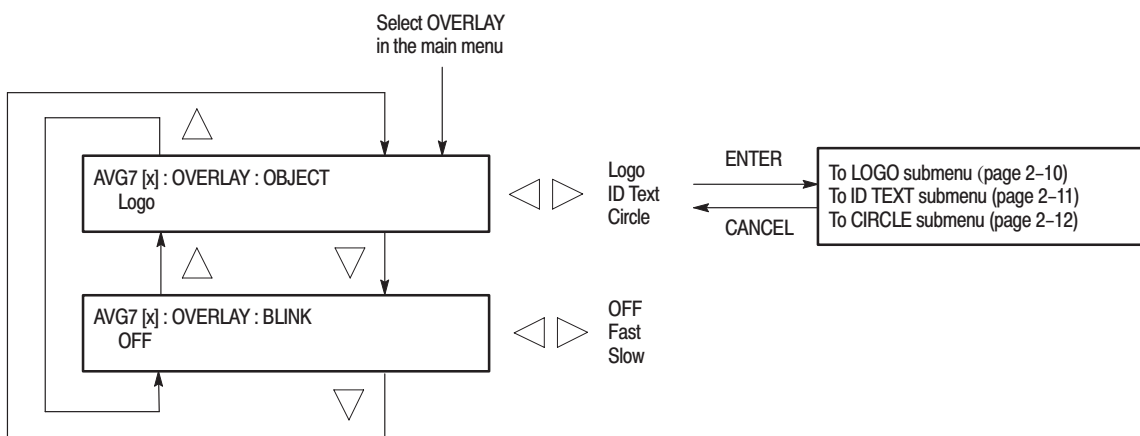 Select OVERLAY
in the main menu
AVG7 [x] : OVERLAY : OBJECT
Logo
Logo
ID Text
Circle
ENTER
CANCEL
To LOGO submenu (page 2–10)
To ID TEXT submenu (page 2–11)
To CIRCLE submenu (page 2–12)
AVG7 [x] : OVERLAY : BLINK
OFF
OFF
Fast
Slow